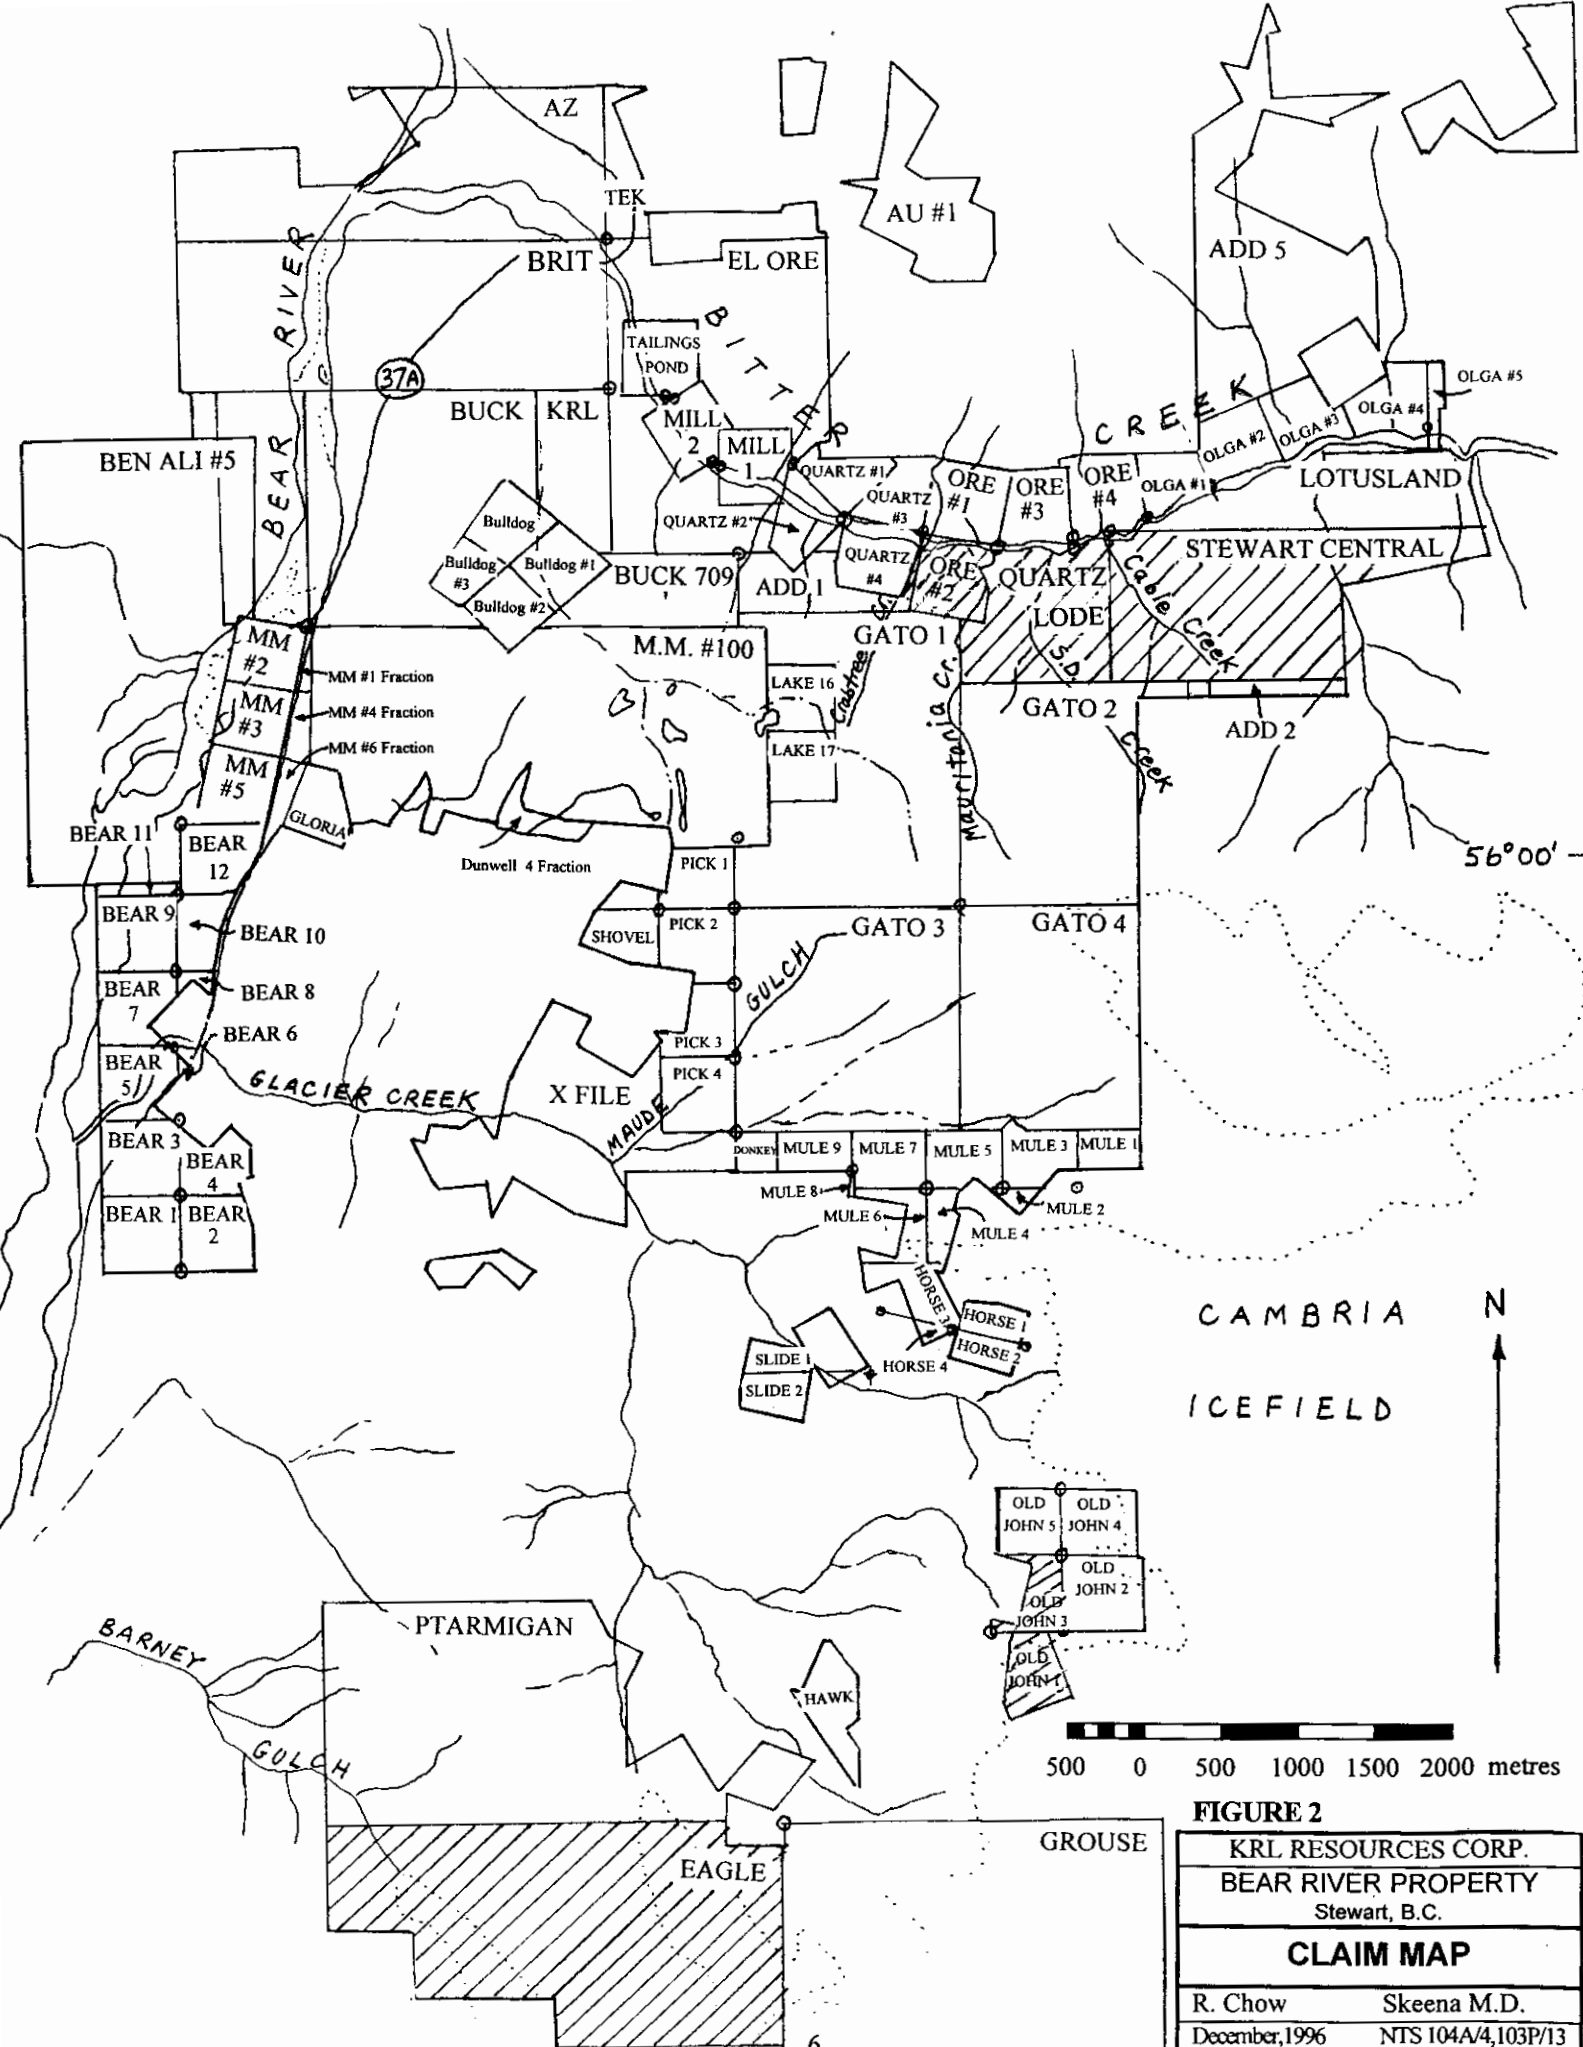 AZ
TEK
AU #1
BRIT
EL ORE
ADD 5
BEAR RIVER
37A
TAILINGS
POND
BITTER CREEK
BUCK
KRL
MILL
2
MILL
1
BEN ALI #5
QUARTZ #1
QUARTZ
#3
QUARTZ #2
QUARTZ
#4
ORE
#1
ORE
#3
ORE
#4
ORE
#2
OLGA #1
OLGA #2
OLGA #3
OLGA #4
OLGA #5
LOTUSLAND
STEWART CENTRAL
QUARTZ
LODE
Cable Creek
S.D.
Creek
Bulldog
Bulldog
#3
Bulldog #1
Bulldog #2
BUCK 709
ADD 1
GATO 1
Crabtree Cr.
Mauritania Cr.
GATO 2
ADD 2
M.M. #100
LAKE 16
LAKE 17
MM
#2
MM #1 Fraction
MM
#3
MM #4 Fraction
MM #6 Fraction
MM
#5
GLORIA
Dunwell 4 Fraction
BEAR 11
BEAR
12
56°00'
PICK 1
PICK 2
SHOVEL
GATO 3
GATO 4
BEAR 9
BEAR 10
BEAR
7
BEAR 8
BEAR 6
BEAR
5
GLACIER CREEK
X FILE
PICK 3
PICK 4
MAUDE GULCH
BEAR 3
BEAR
4
BEAR 1
BEAR
2
DONKEY
MULE 9
MULE 7
MULE 5
MULE 3
MULE 1
MULE 8
MULE 6
MULE 4
MULE 2
HORSE 3
HORSE 1
HORSE 2
HORSE 4
SLIDE 1
SLIDE 2
CAMBRIA
ICEFIELD
N
OLD
JOHN 5
OLD
JOHN 4
OLD
JOHN 2
OLD
JOHN 3
OLD
JOHN 1
PTARMIGAN
BARNEY
GULCH
HAWK
EAGLE
GROUSE
500 0 500 1000 1500 2000 metres
FIGURE 2
KRL RESOURCES CORP.
BEAR RIVER PROPERTY
Stewart, B.C.
CLAIM MAP
R. Chow Skeena M.D.
December,1996 NTS 104A/4,103P/13
6